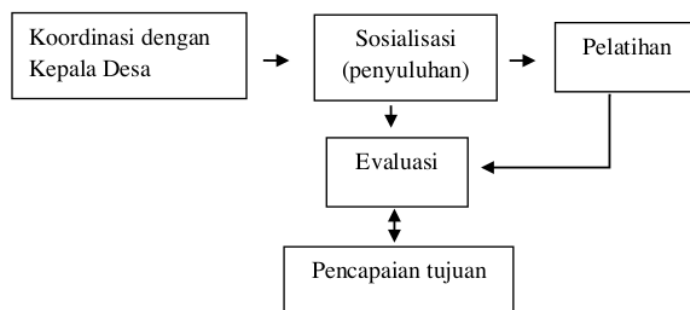 Koordinasi dengan
Kepala Desa
Sosialisasi
(penyuluhan)
Pelatihan
Evaluasi
Pencapaian tujuan